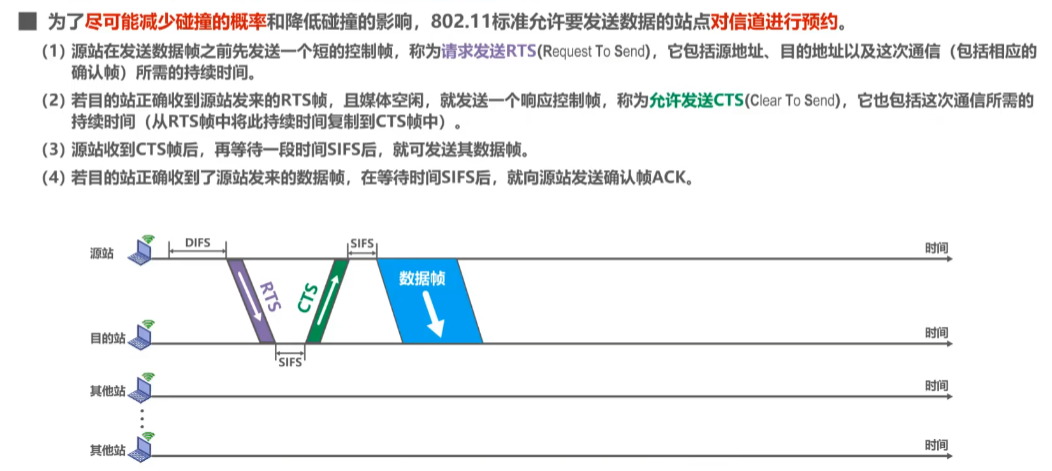 为了尽可能减少碰撞的概率和降低碰撞的影响，802.11标准允许要发送数据的站点对信道进行预约。
(1) 源站在发送数据帧之前先发送一个短的控制帧，称为请求发送RTS(Request To Send)，它包括源地址、目的地址以及这次通信（包括相应的
确认帧）所需的持续时间。
(2) 若目的站正确收到源站发来的RTS帧，且媒体空闲，就发送一个响应控制帧，称为允许发送CTS(Clear To Send)，它也包括这次通信所需的
持续时间（从RTS帧中将此持续时间复制到CTS帧中）。
(3) 源站收到CTS帧后，再等待一段时间SIFS后，就可发送其数据帧。
(4) 若目的站正确收到了源站发来的数据帧，在等待时间SIFS后，就向源站发送确认帧ACK。
DIFS
SIFS
源站
时间
RTS
CTS
数据帧
目的站
时间
SIFS
其他站
时间
其他站
时间